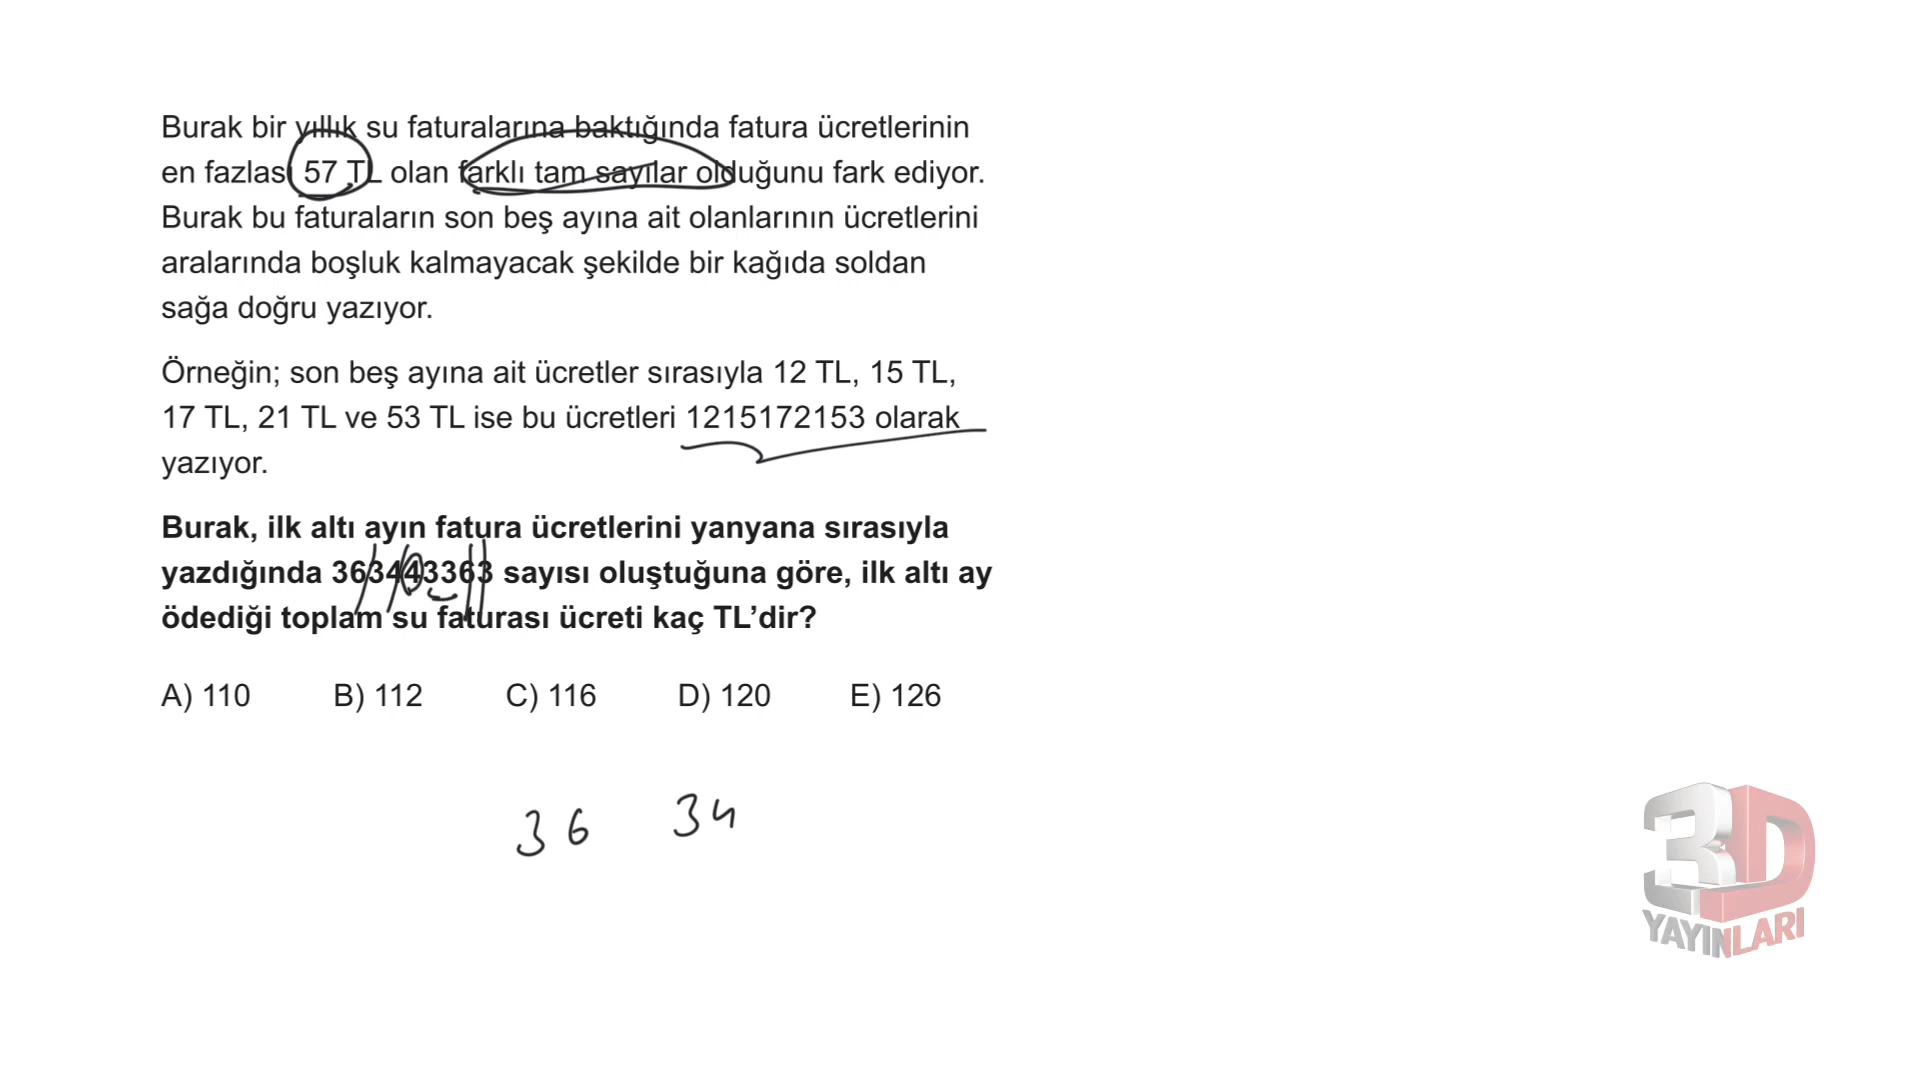 Burak bir yıllık su faturalarına baktığında fatura ücretlerinin
en fazlası 57 TL olan farklı tam sayılar olduğunu fark ediyor.
Burak bu faturaların son beş ayına ait olanlarının ücretlerini
aralarında boşluk kalmayacak şekilde bir kağıda soldan
sağa doğru yazıyor.
Örneğin; son beş ayına ait ücretler sırasıyla 12 TL, 15 TL,
17 TL, 21 TL ve 53 TL ise bu ücretleri 1215172153 olarak
yazıyor.
Burak, ilk altı ayın fatura ücretlerini yanyana sırasıyla
yazdığında 363443363 sayısı oluştuğuna göre, ilk altı ay
ödediği toplam su faturası ücreti kaç TL’dir?
A) 110 B) 112 C) 116 D) 120 E) 126
36 34
3D
YAYINLARI